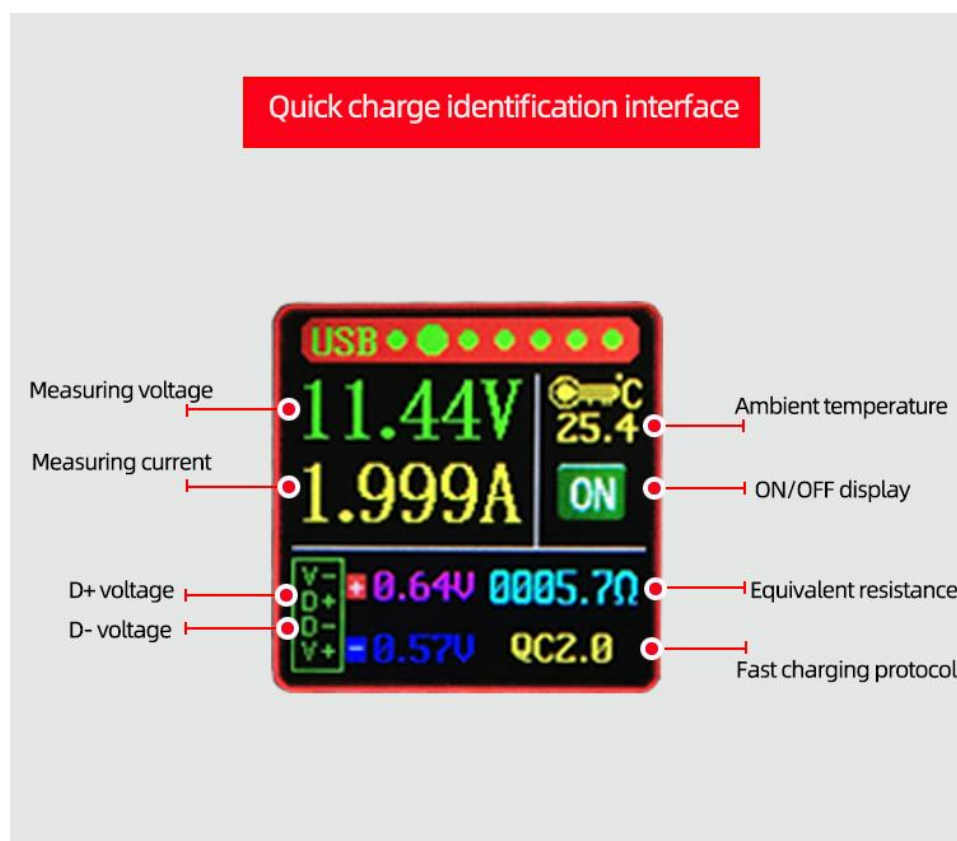 Quick charge identification interface
USB
Measuring voltage
11.44V
°C
25.4
Ambient temperature
Measuring current
1.999A
ON
ON/OFF display
D+ voltage
V-
D+
+ 0.64V
0005.7Ω
Equivalent resistance
D- voltage
D-
V+
- 0.57V
QC2.0
Fast charging protocol